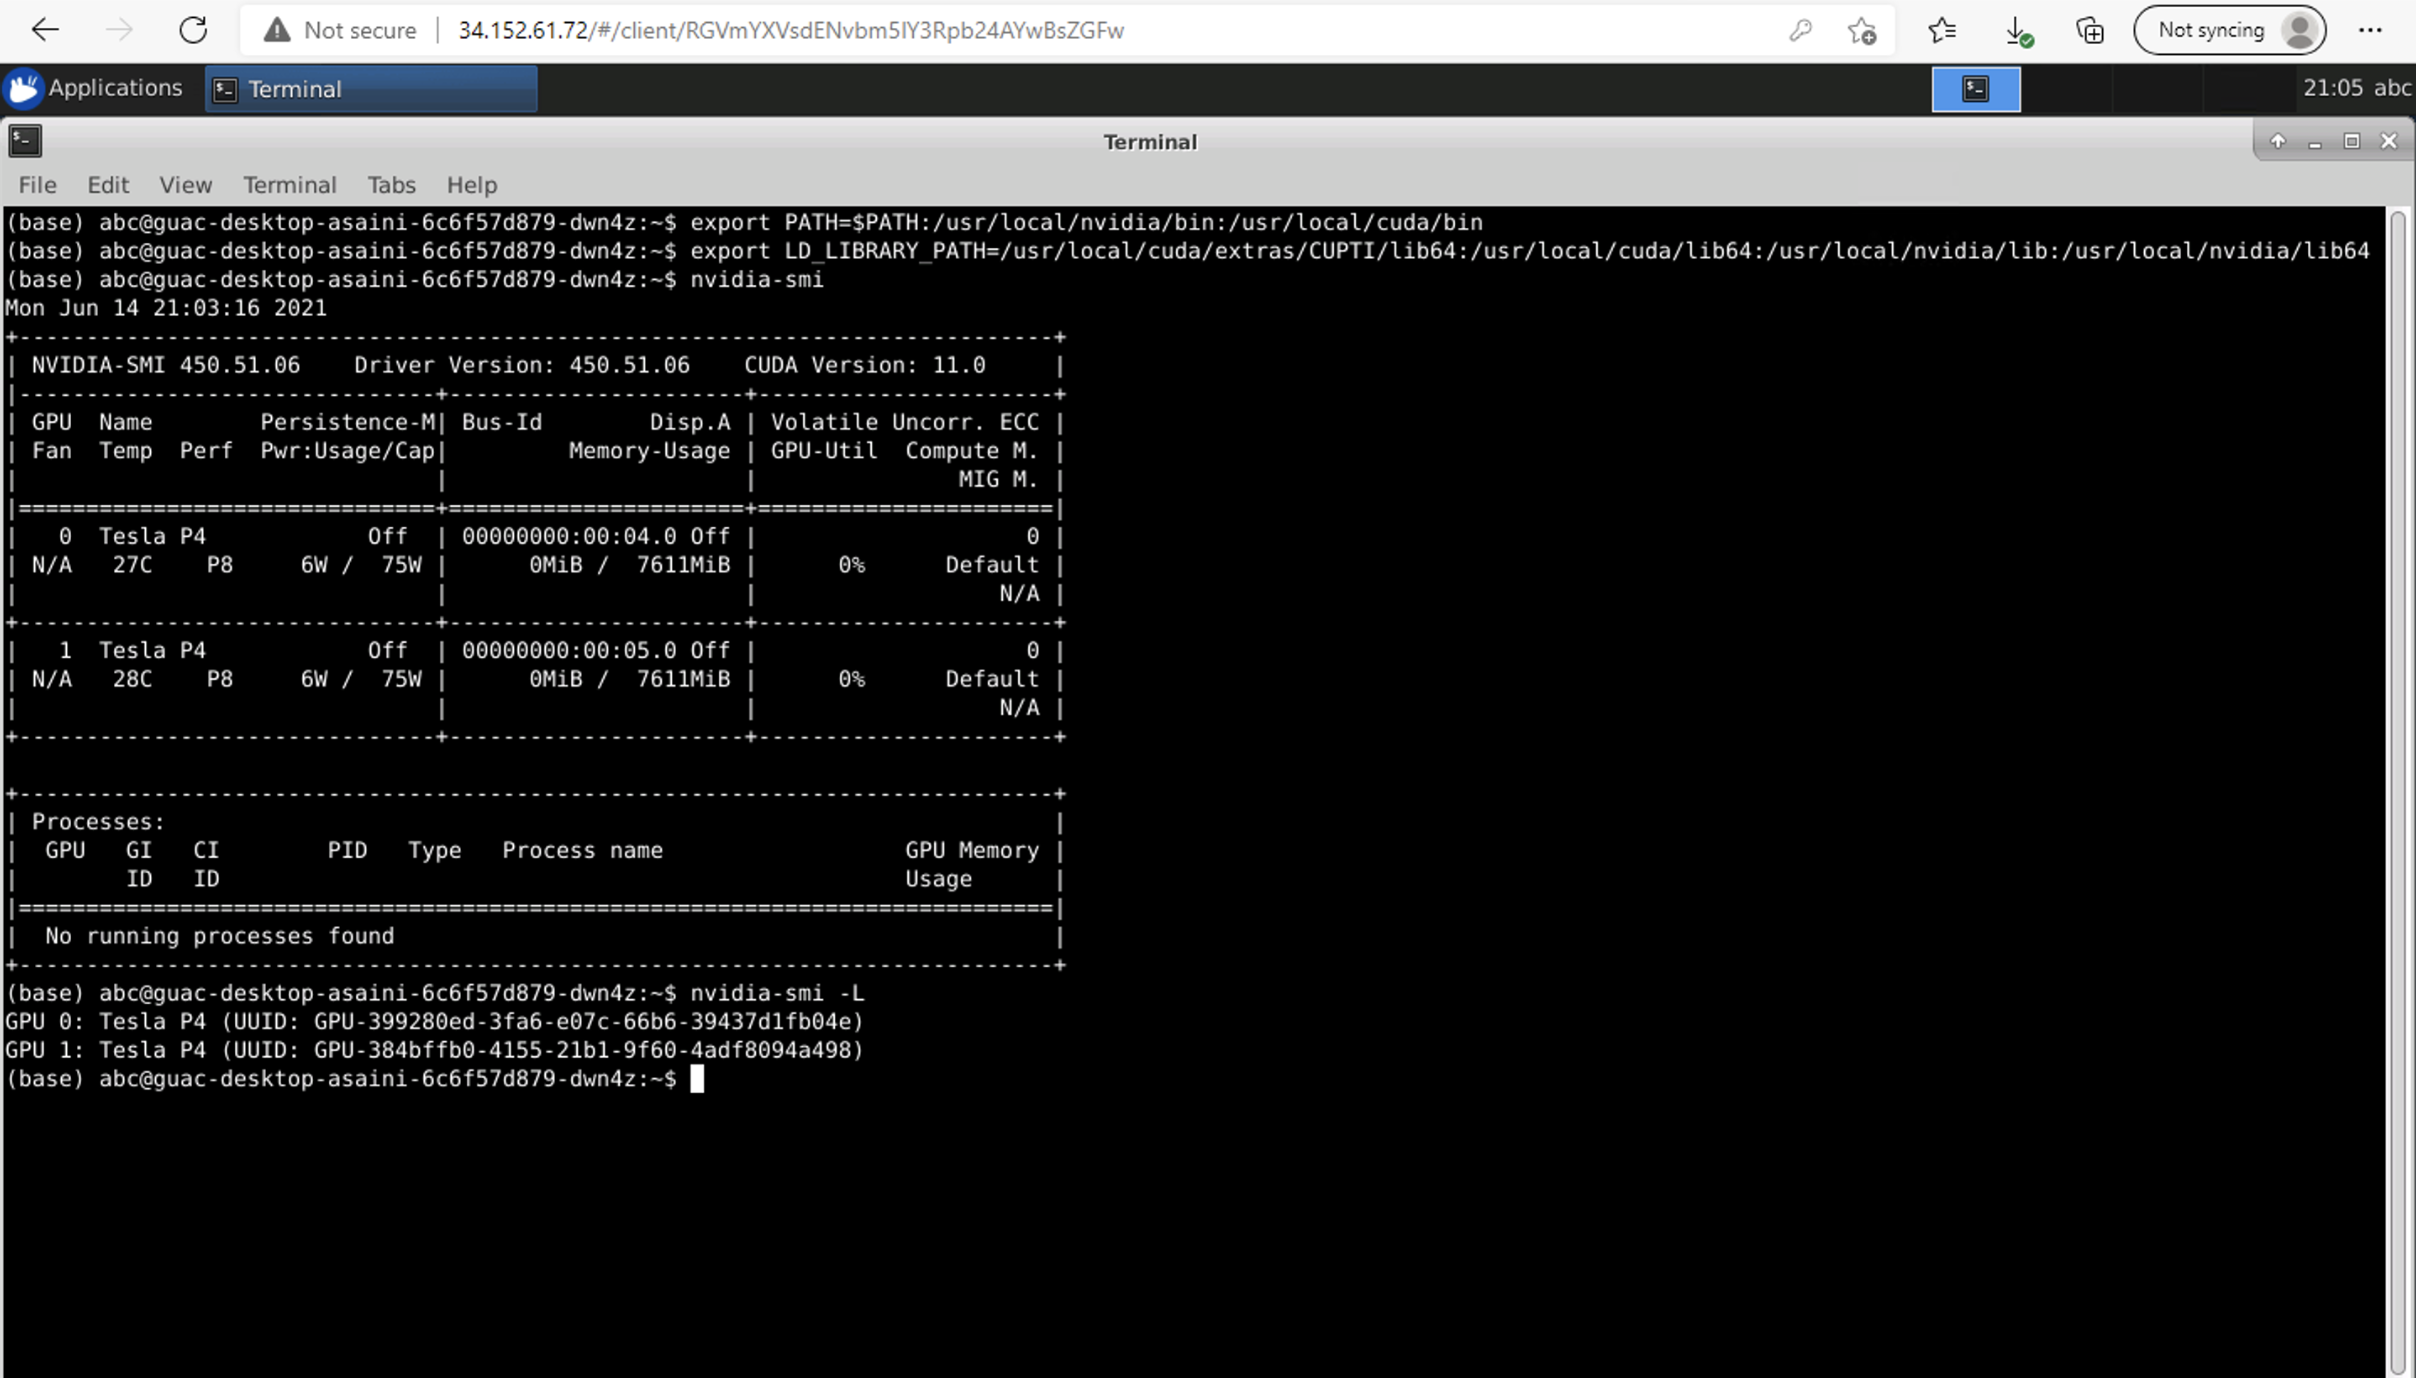 Not secure | 34.152.61.72/#/client/RGVmYXVsdENvbm5lY3Rpb24AYwBsZGFw Not syncing
Applications Terminal 21:05 abc
Terminal
File Edit View Terminal Tabs Help
(base) abc@guac-desktop-asaini-6c6f57d879-dwn4z:~$ export PATH=$PATH:/usr/local/nvidia/bin:/usr/local/cuda/bin
(base) abc@guac-desktop-asaini-6c6f57d879-dwn4z:~$ export LD_LIBRARY_PATH=/usr/local/cuda/extras/CUPTI/lib64:/usr/local/cuda/lib64:/usr/local/nvidia/lib:/usr/local/nvidia/lib64
(base) abc@guac-desktop-asaini-6c6f57d879-dwn4z:~$ nvidia-smi
Mon Jun 14 21:03:16 2021
+-----------------------------------------------------------------------------+
| NVIDIA-SMI 450.51.06    Driver Version: 450.51.06    CUDA Version: 11.0     |
|-------------------------------+----------------------+----------------------+
| GPU  Name        Persistence-M| Bus-Id        Disp.A | Volatile Uncorr. ECC |
| Fan  Temp  Perf  Pwr:Usage/Cap|         Memory-Usage | GPU-Util  Compute M. |
|                               |                      |               MIG M. |
|===============================+======================+======================|
|   0  Tesla P4            Off  | 00000000:00:04.0 Off |                    0 |
| N/A   27C    P8     6W /  75W |      0MiB /  7611MiB |      0%      Default |
|                               |                      |                  N/A |
+-------------------------------+----------------------+----------------------+
|   1  Tesla P4            Off  | 00000000:00:05.0 Off |                    0 |
| N/A   28C    P8     6W /  75W |      0MiB /  7611MiB |      0%      Default |
|                               |                      |                  N/A |
+-------------------------------+----------------------+----------------------+
+-----------------------------------------------------------------------------+
| Processes:                                                                  |
|  GPU   GI   CI        PID   Type   Process name                  GPU Memory |
|        ID   ID                                                   Usage      |
|=============================================================================|
|  No running processes found                                                 |
+-----------------------------------------------------------------------------+
(base) abc@guac-desktop-asaini-6c6f57d879-dwn4z:~$ nvidia-smi -L
GPU 0: Tesla P4 (UUID: GPU-399280ed-3fa6-e07c-66b6-39437d1fb04e)
GPU 1: Tesla P4 (UUID: GPU-384bffb0-4155-21b1-9f60-4adf8094a498)
(base) abc@guac-desktop-asaini-6c6f57d879-dwn4z:~$